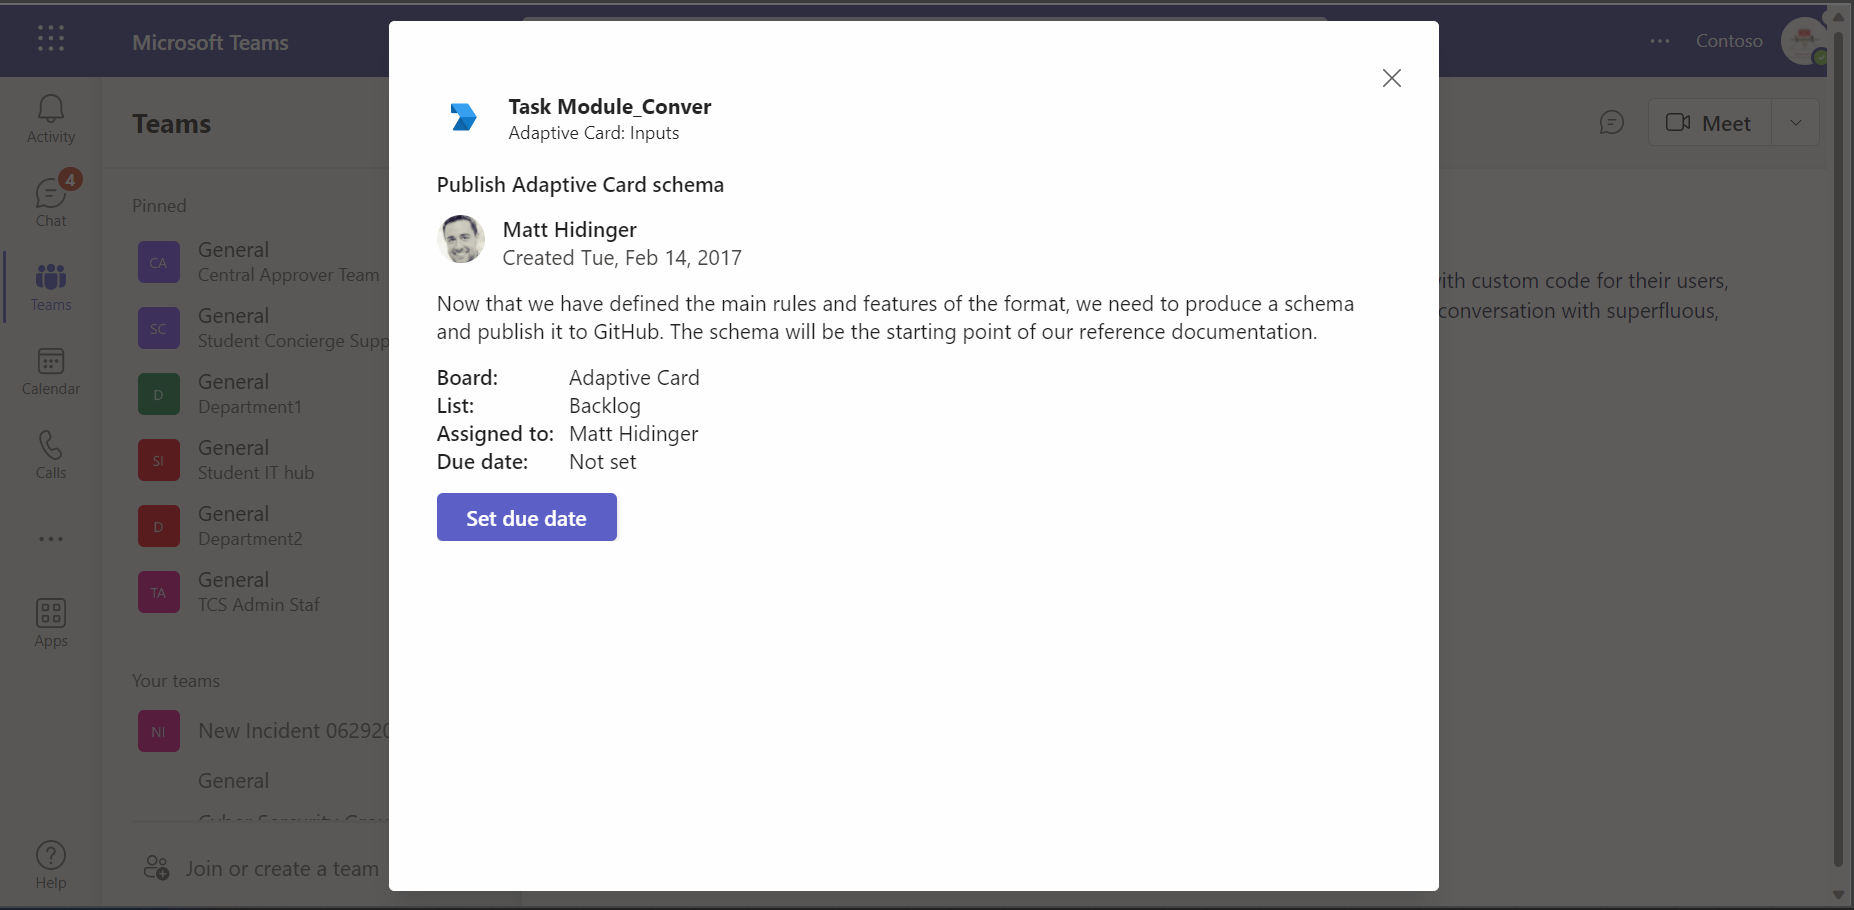 Microsoft Teams
Contoso
Activity
4
Chat
Teams
Calendar
Calls
Apps
Help
Teams
Pinned
CA
General
Central Approver Team
SC
General
Student Concierge Supp
D
General
Department1
SI
General
Student IT hub
D
General
Department2
TA
General
TCS Admin Staf
Your teams
NI
New Incident 062920
General
Join or create a team
Task Module_Conver
Adaptive Card: Inputs
Publish Adaptive Card schema
Matt Hidinger
Created Tue, Feb 14, 2017
Now that we have defined the main rules and features of the format, we need to produce a schema
and publish it to GitHub. The schema will be the starting point of our reference documentation.
Board: Adaptive Card
List: Backlog
Assigned to: Matt Hidinger
Due date: Not set
Set due date
Meet
with custom code for their users,
conversation with superfluous,